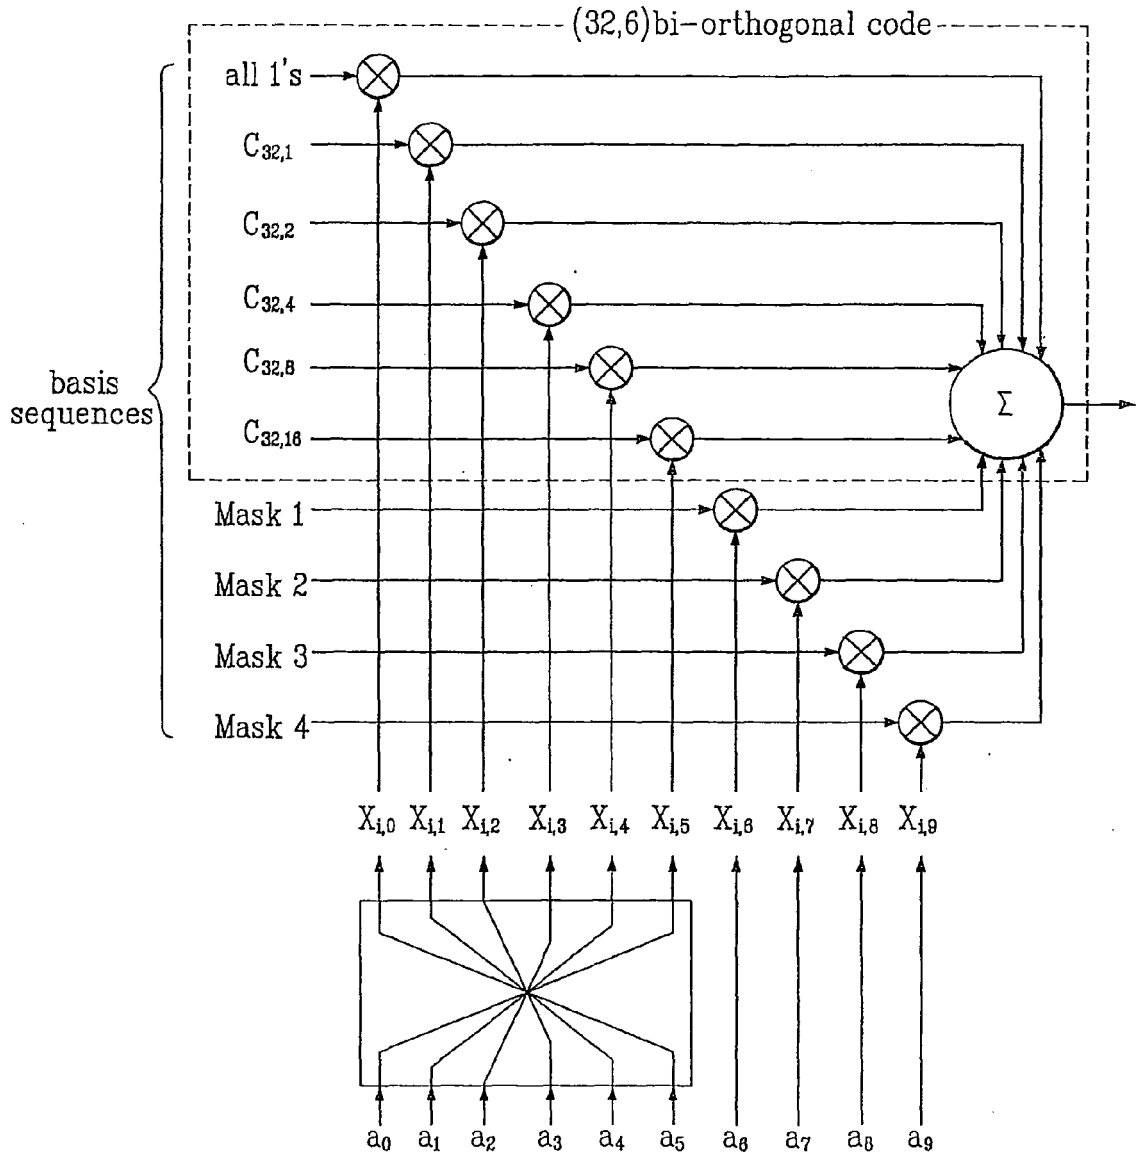 (32,6)bi-orthogonal code
all 1's
C32,1
C32,2
C32,4
C32,8
C32,16
basis
sequences
Mask 1
Mask 2
Mask 3
Mask 4
Σ
Xi,0 Xi,1 Xi,2 Xi,3 Xi,4 Xi,5 Xi,6 Xi,7 Xi,8 Xi,9
a0 a1 a2 a3 a4 a5 a6 a7 a8 a9